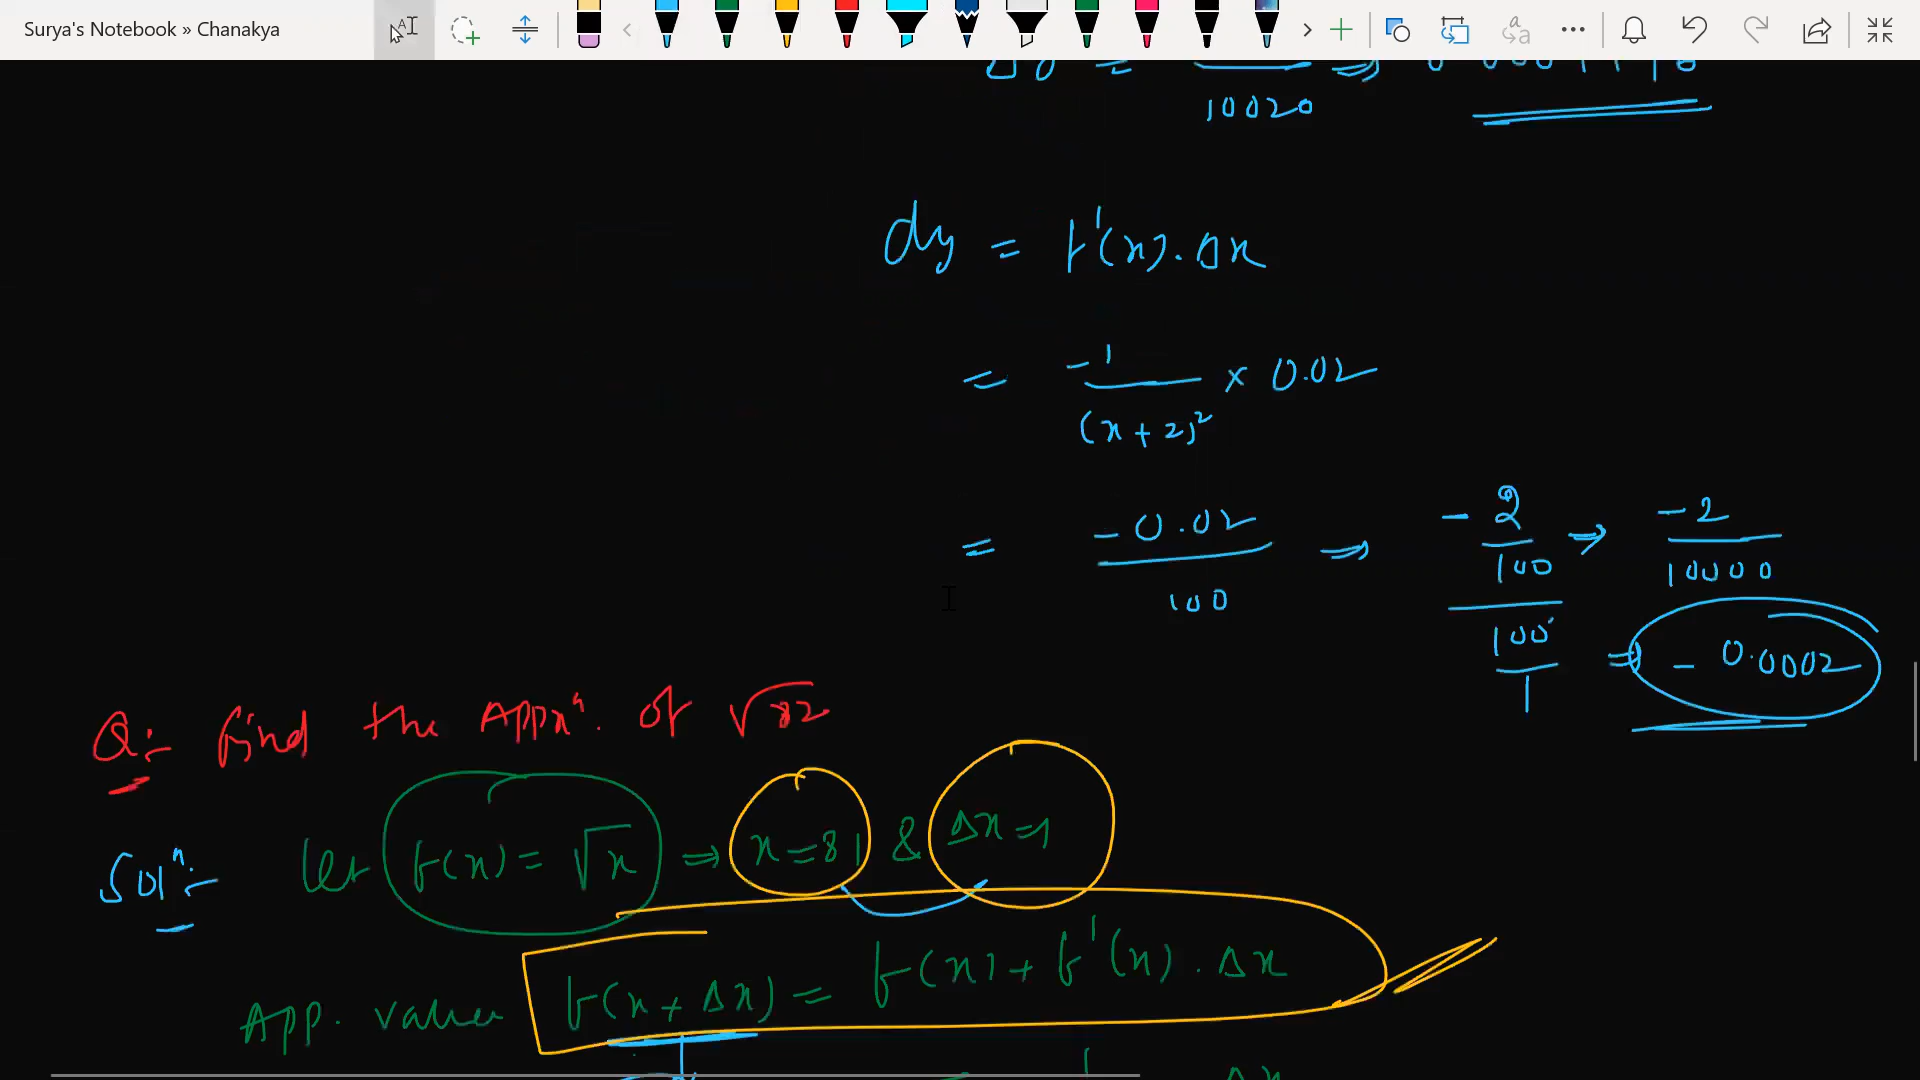 Surya's Notebook » Chanakya
10020
dy = f'(x).Δx
= -1/(x+2)² × 0.02
= -0.02/100 ⇒ -2/100/100/1 → -2/10000
⇒ -0.0002
Q:- find the Appxⁿ. of √82
Solⁿ:- let f(x) = √x ⇒ x=81 & Δx=1
App. value f(x+Δx) = f(x) + f'(x).Δx